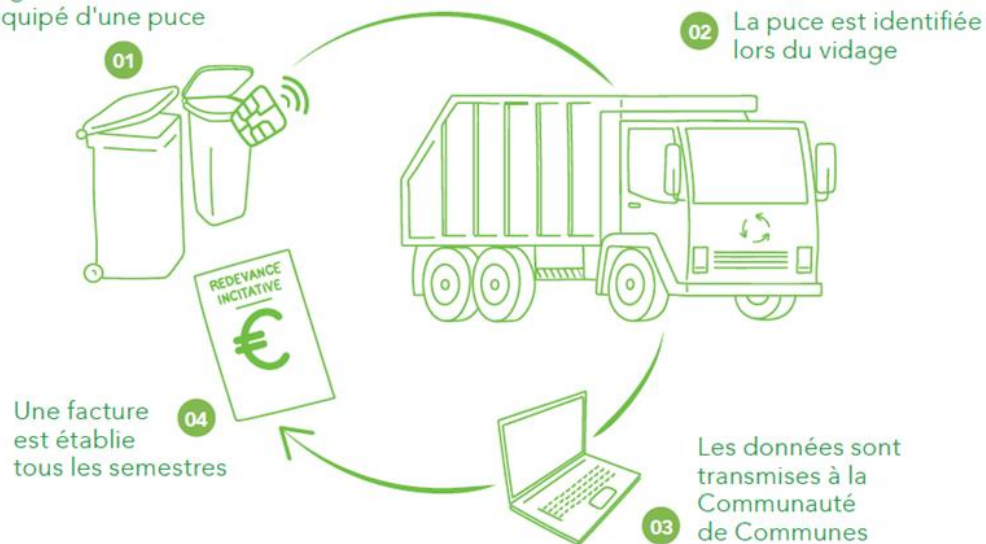 quipé d'une puce
01
02
La puce est identifiée
lors du vidage
REDEVANCE
INCITATIVE
€
Une facture
est établie
tous les semestres
04
Les données sont
transmises à la
Communauté
de Communes
03